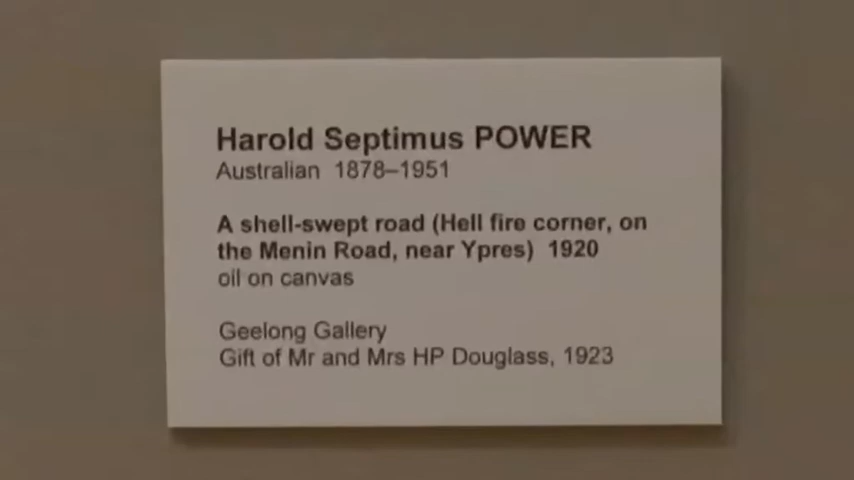 Harold Septimus POWER
Australian 1878–1951
A shell-swept road (Hell fire corner, on
the Menin Road, near Ypres) 1920
oil on canvas
Geelong Gallery
Gift of Mr and Mrs HP Douglass, 1923